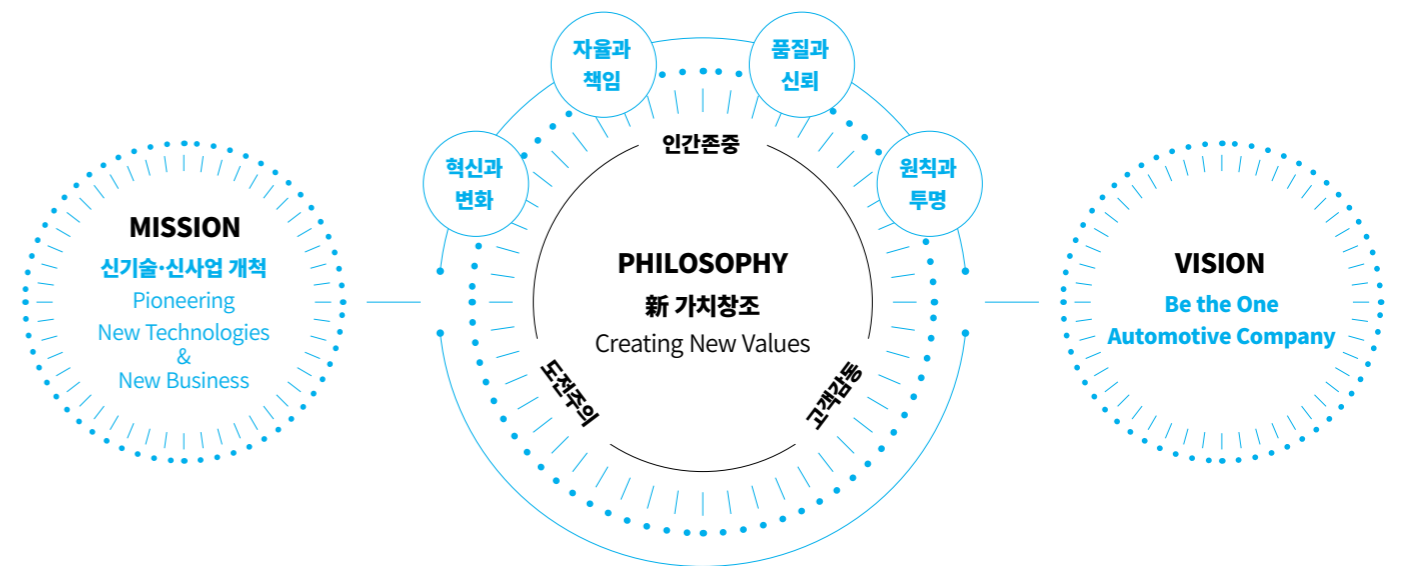 MISSION
신기술·신사업 개척
Pioneering
New Technologies
&
New Business
혁신과
변화
자율과
책임
품질과
신뢰
원칙과
투명
인간존중
PHILOSOPHY
新 가치창조
Creating New Values
도전주의
고객감동
VISION
Be the One
Automotive Company